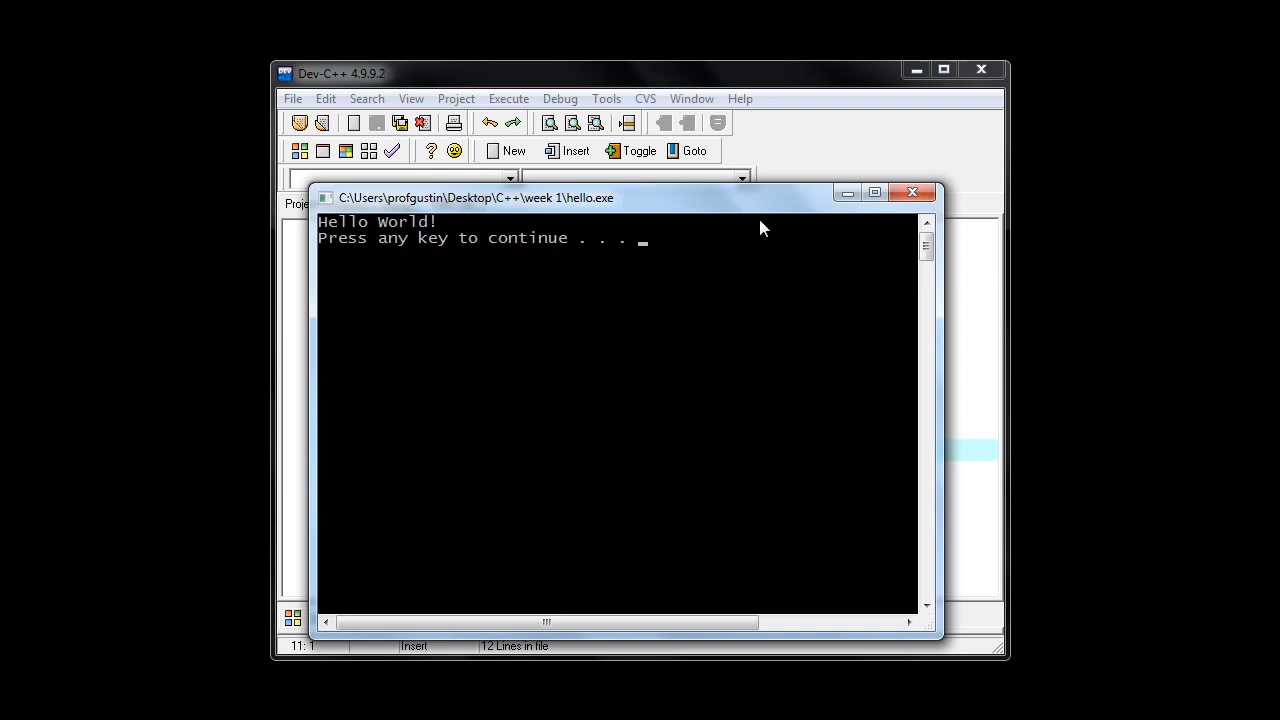 Dev-C++ 4.9.9.2
File Edit Search View Project Execute Debug Tools CVS Window Help
New Insert Toggle Goto
C:\Users\profgustin\Desktop\C++\week 1\hello.exe
Proje
Hello World!
Press any key to continue . . . _
11: 1 Insert 12 Lines in file